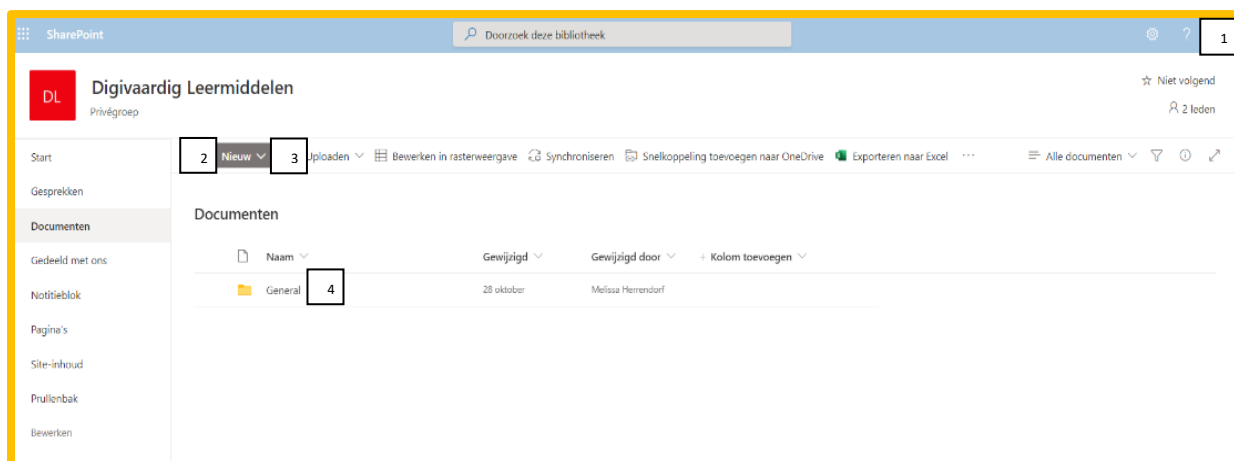 SharePoint
Doorzoek deze bibliotheek
? 1
DL
Digivaardig Leermiddelen
Privégroep
Niet volgend
2 leden
2 Nieuw 3 Uploaden Bewerken in rasterweergave Synchroniseren Snelkoppeling toevoegen naar OneDrive Exporteren naar Excel ··· Alle documenten
Start
Gesprekken
Documenten
Gedeeld met ons
Notitieblok
Pagina's
Site-inhoud
Prullenbak
Bewerken
Documenten
Naam Gewijzigd Gewijzigd door + Kolom toevoegen
General 4 28 oktober Melissa Herrendorf